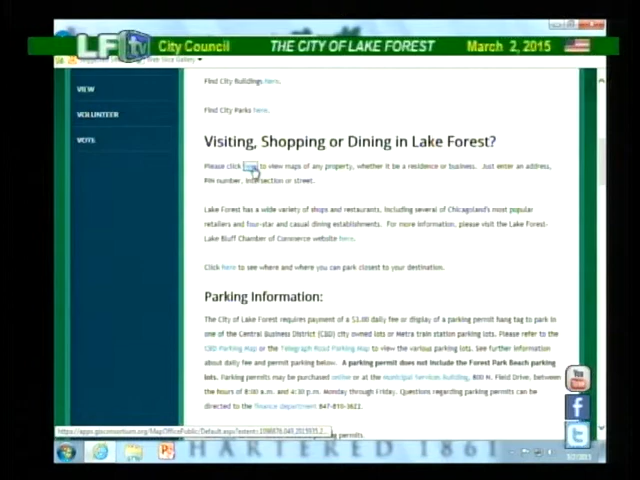 LFtv City Council THE CITY OF LAKE FOREST March 2, 2015
VIEW
VOLUNTEER
VOTE
Find City Buildings here.
Find City Parks here.
Visiting, Shopping or Dining in Lake Forest?
Please click here to view maps of any property, whether it be a residence or business. Just enter an address,
PIN number, intersection or street.
Lake Forest has a wide variety of shops and restaurants, including several of Chicagoland's most popular
retailers and four-star and casual dining establishments. For more information, please visit the Lake Forest-
Lake Bluff Chamber of Commerce website here.
Click here to see where and where you can park closest to your destination.
Parking Information:
The City of Lake Forest requires payment of a $3.00 daily fee or display of a parking permit hang tag to park in
one of the Central Business District (CBD) city owned lots or Metra train station parking lots. Please refer to the
CBD Parking Map or the Telegraph Road Parking Map to view the various parking lots. See further information
about daily fee and permit parking below. A parking permit does not include the Forest Park Beach parking
lots. Parking permits may be purchased online or at the Municipal Services Building, 800 N. Field Drive, between
the hours of 8:00 a.m. and 4:30 p.m. Monday through Friday. Questions regarding parking permits can be
directed to the finance department 847-810-3622.
parking permits.
You
Tube
CHARTERED 1861